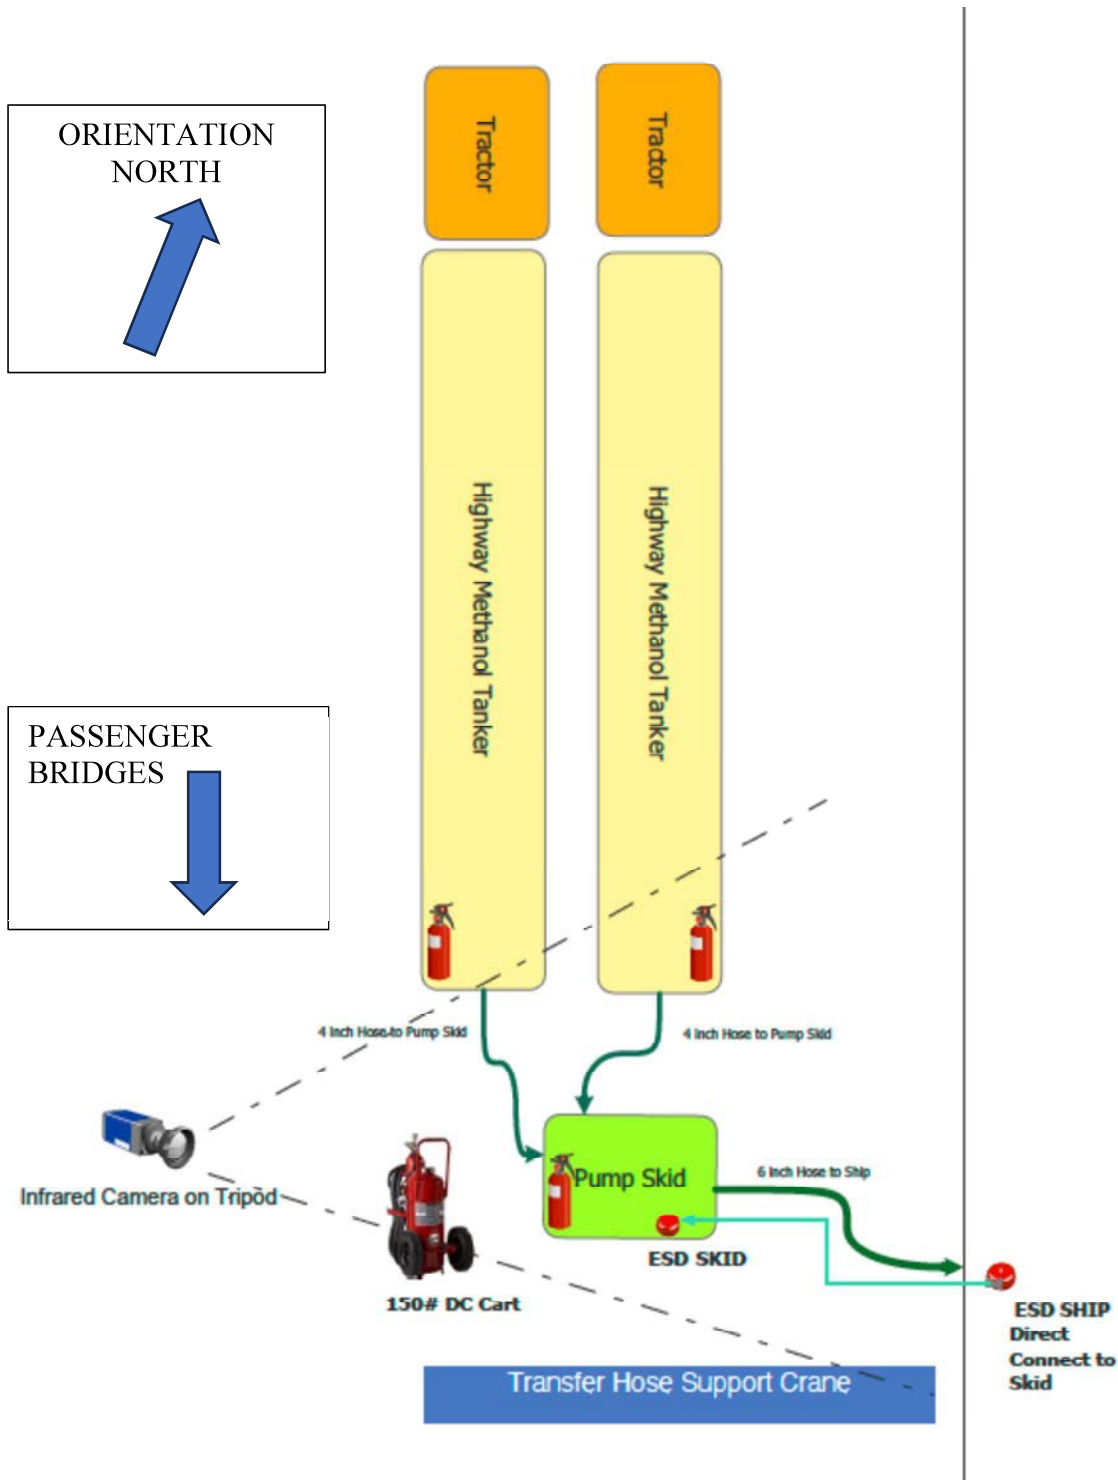 Tractor
Tractor
ORIENTATION
NORTH
Highway Methanol Tanker
Highway Methanol Tanker
PASSENGER
BRIDGES
4 Inch Hose to Pump Skid
4 Inch Hose to Pump Skid
Infrared Camera on Tripod
Pump Skid
6 Inch Hose to Ship
ESD SKID
150# DC Cart
ESD SHIP
Direct
Connect to
Skid
Transfer Hose Support Crane